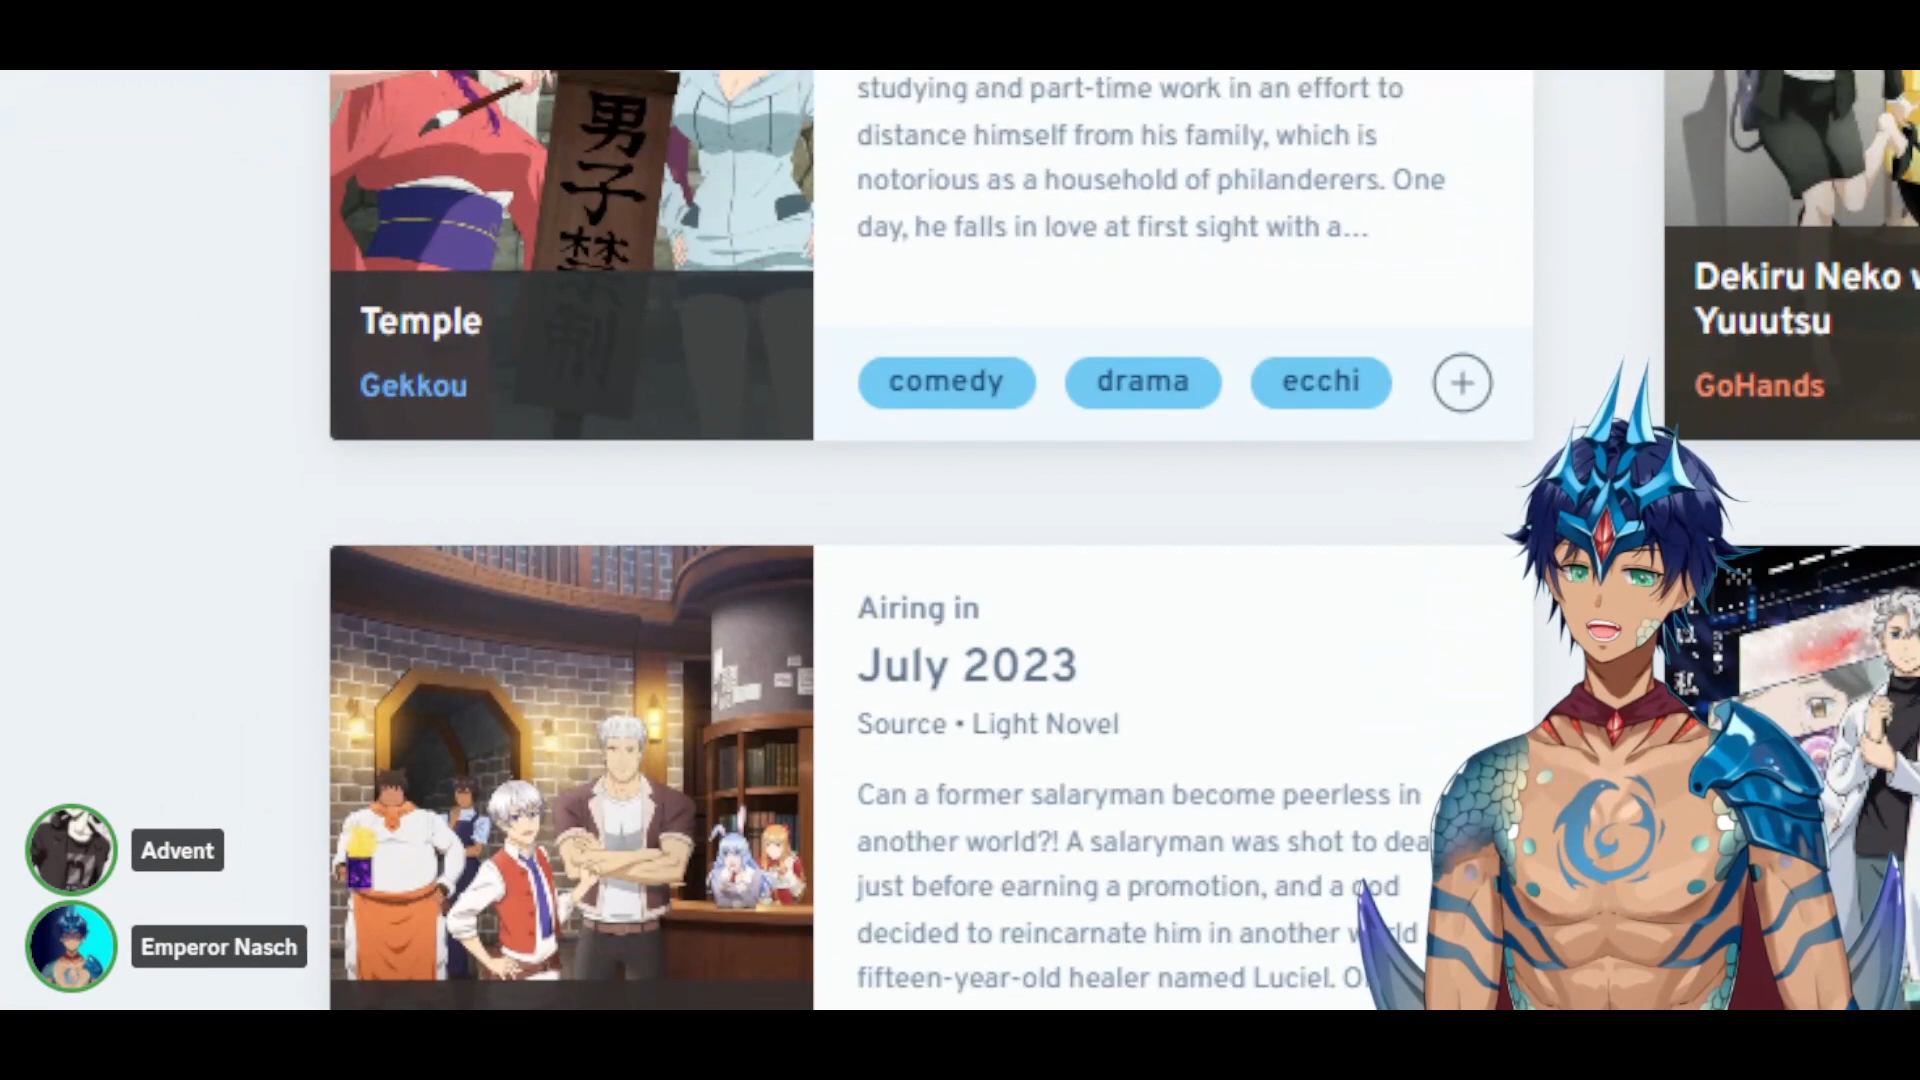 studying and part-time work in an effort to
distance himself from his family, which is
notorious as a household of philanderers. One
day, he falls in love at first sight with a...
男子禁制
Temple
Gekkou
comedy
drama
ecchi
Dekiru Neko
Yuuutsu
GoHands
Airing in
July 2023
Source • Light Novel
Can a former salaryman become peerless in
another world?! A salaryman was shot to
just before earning a promotion, and a god
decided to reincarnate him in another world
fifteen-year-old healer named Luciel.
Advent
Emperor Nasch